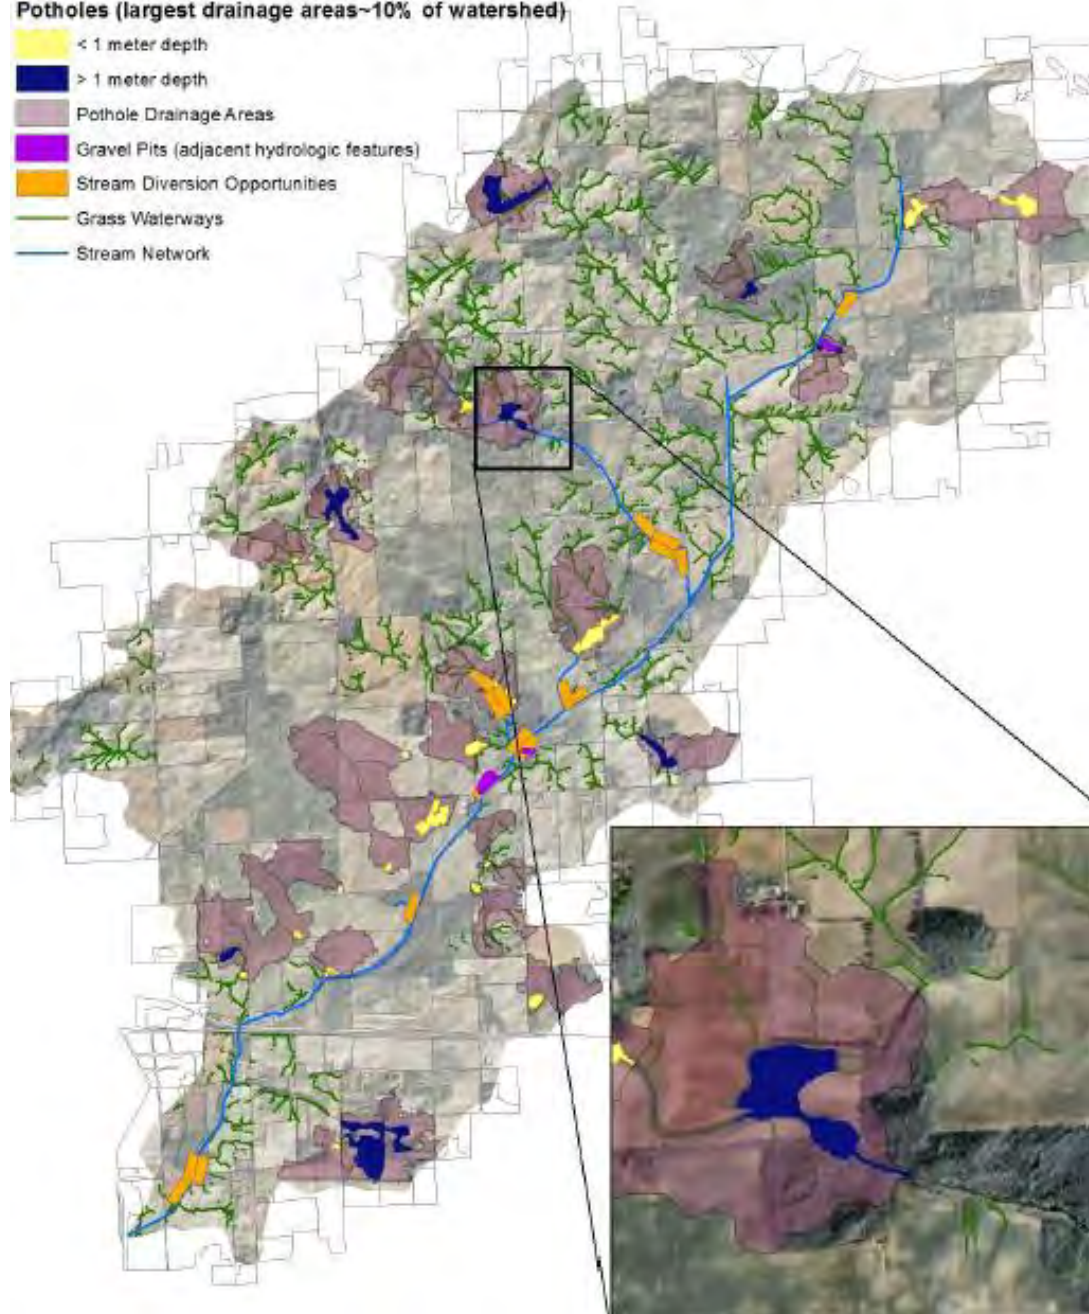 Potholes (largest drainage areas~10% of watershed)
< 1 meter depth
> 1 meter depth
Pothole Drainage Areas
Gravel Pits (adjacent hydrologic features)
Stream Diversion Opportunities
Grass Waterways
Stream Network